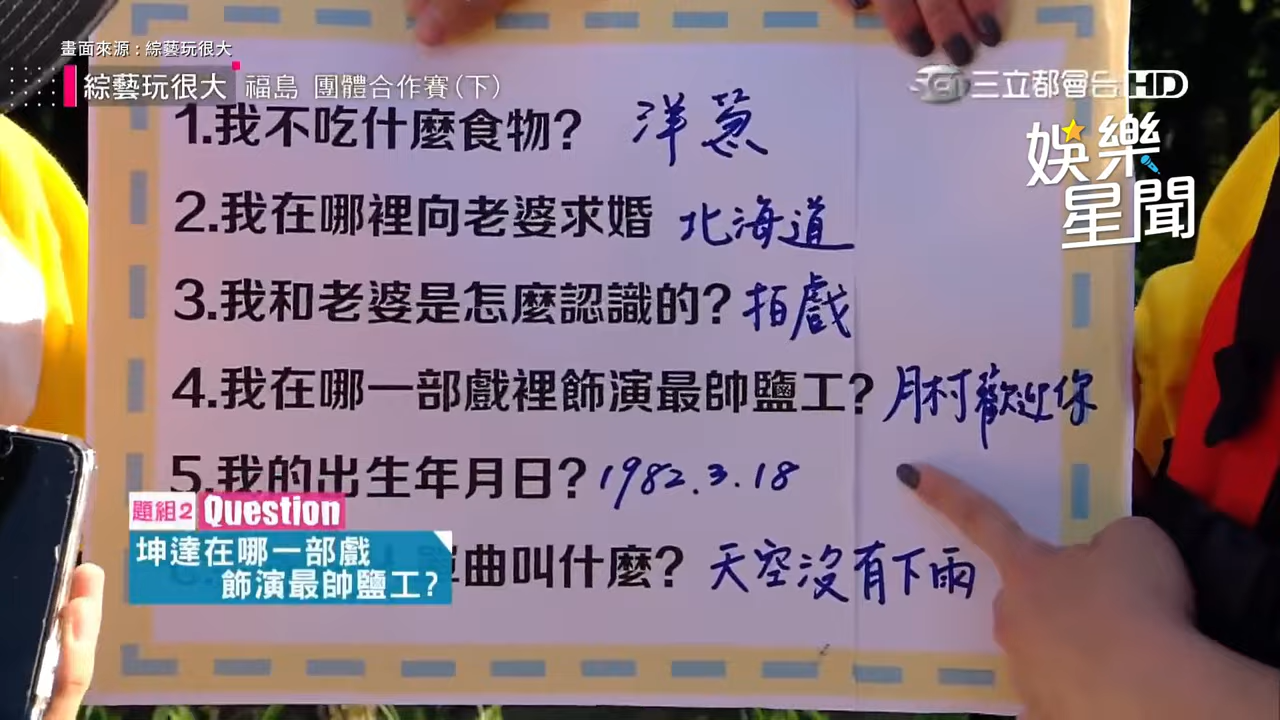 畫面來源:綜藝玩很大
綜藝玩很大 福島 團體合作賽(下)
三立都會台HD
娛樂星聞
1.我不吃什麼食物? 洋蔥
2.我在哪裡向老婆求婚 北海道
3.我和老婆是怎麼認識的? 拍戲
4.我在哪一部戲裡飾演最帥鹽工? 月村歡迎你
5.我的出生年月日? 1982.3.18
單曲叫什麼? 天空沒有下雨
題組2 Question
坤達在哪一部戲
飾演最帥鹽工?